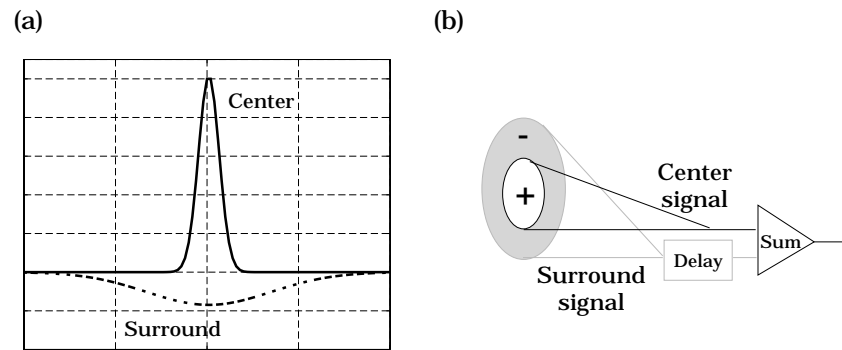 (a)
Center
Surround
(b)
-
+
Center
signal
Surround
signal
Delay
Sum